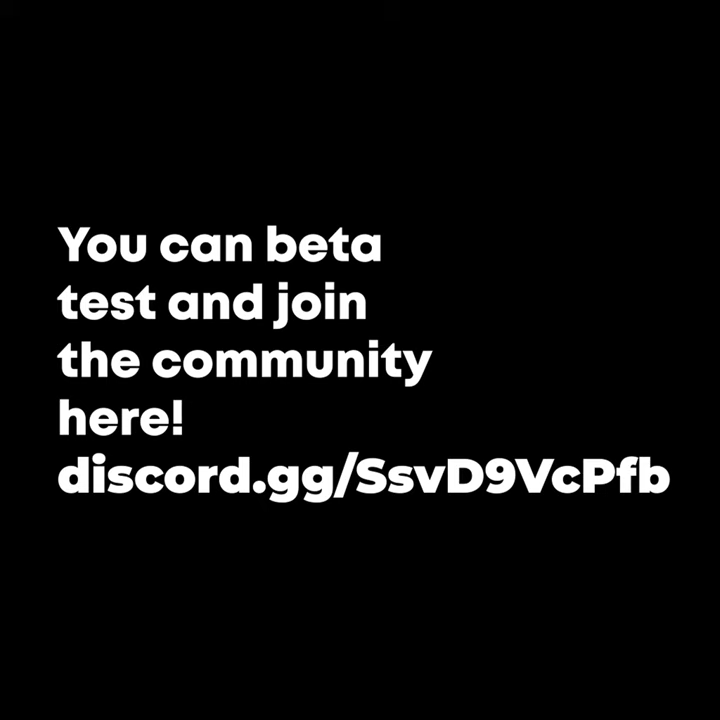 You can beta
test and join
the community
here!
discord.gg/SsvD9VcPfb